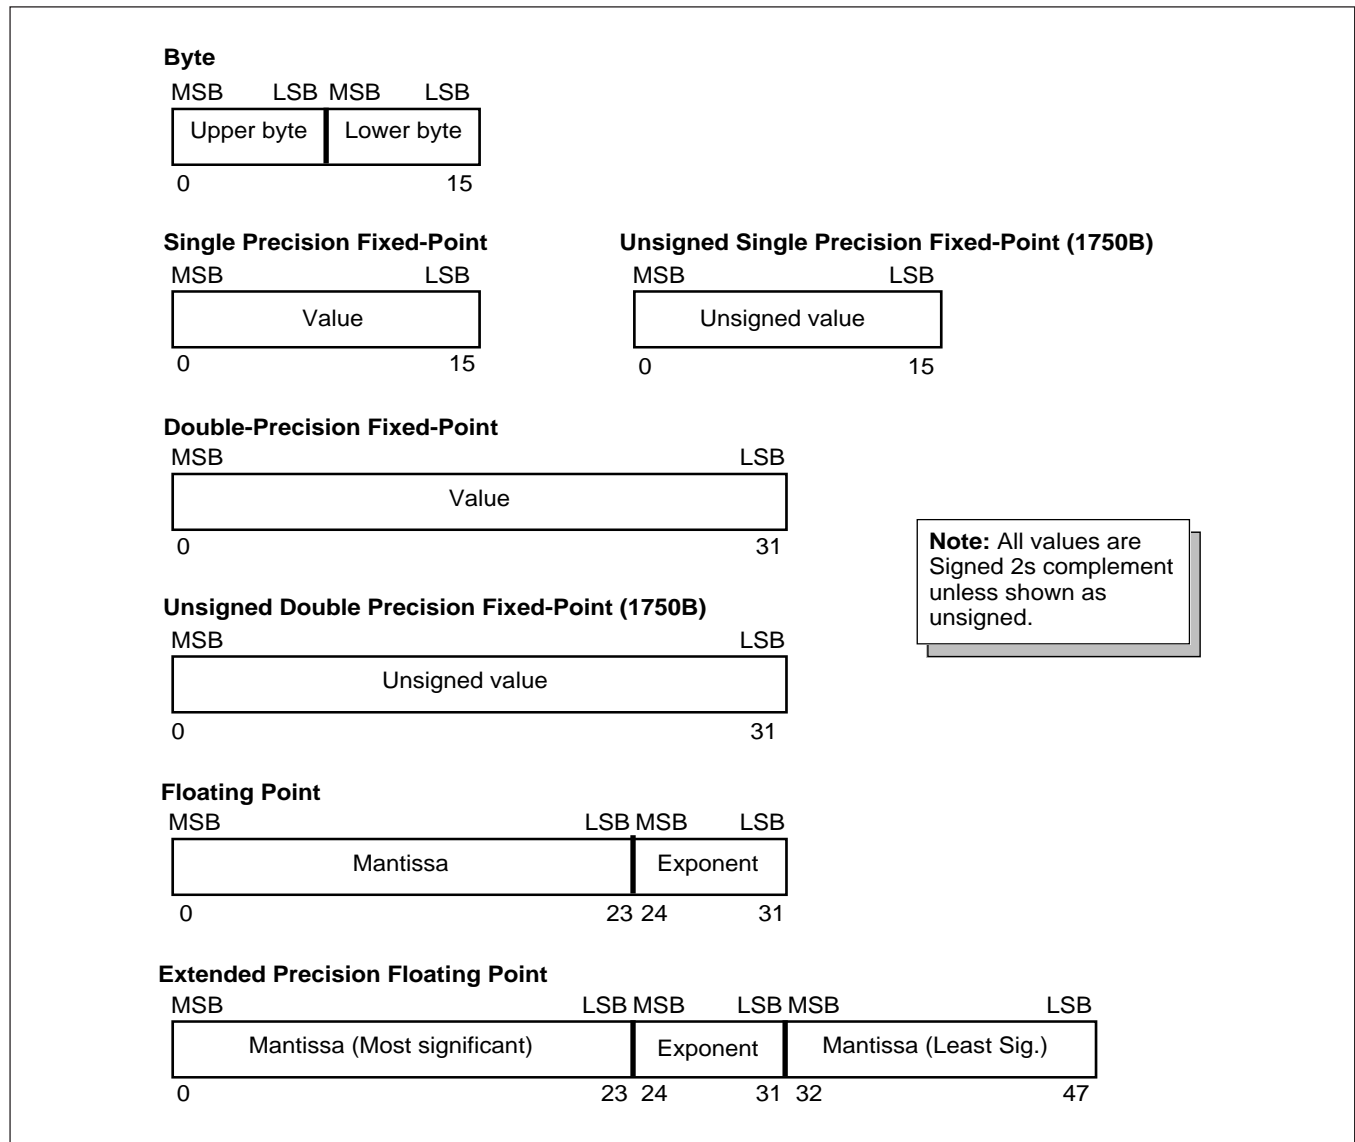 Byte
MSB LSB MSB LSB
Upper byte Lower byte
0 15
Single Precision Fixed-Point
MSB LSB
Value
0 15
Unsigned Single Precision Fixed-Point (1750B)
MSB LSB
Unsigned value
0 15
Double-Precision Fixed-Point
MSB LSB
Value
0 31
Note: All values are
Signed 2s complement
unless shown as
unsigned.
Unsigned Double Precision Fixed-Point (1750B)
MSB LSB
Unsigned value
0 31
Floating Point
MSB LSB MSB LSB
Mantissa Exponent
0 23 24 31
Extended Precision Floating Point
MSB LSB MSB LSB MSB LSB
Mantissa (Most significant) Exponent Mantissa (Least Sig.)
0 23 24 31 32 47